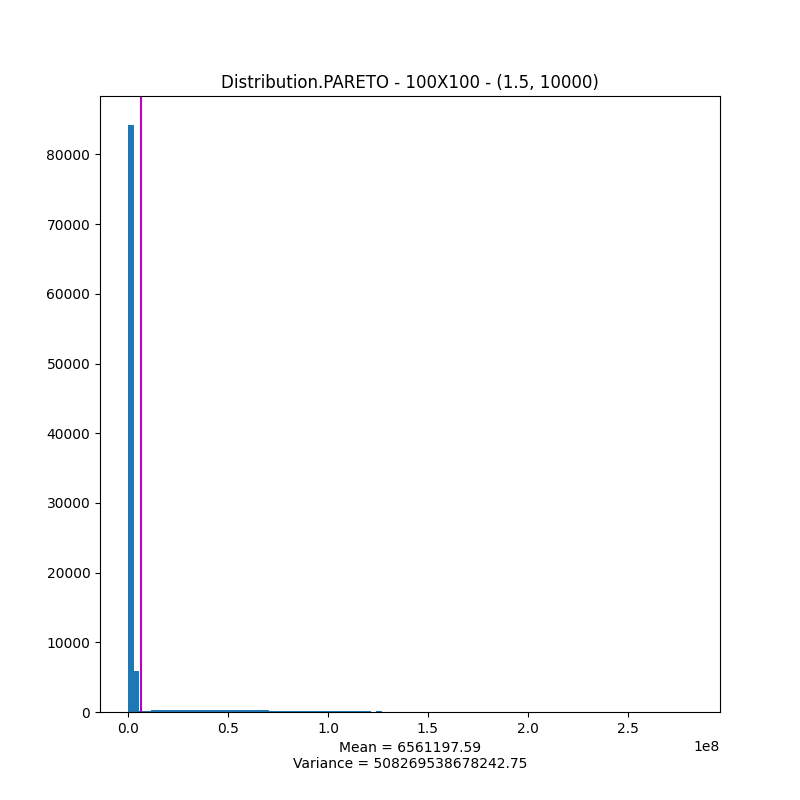 Distribution.PARETO - 100X100 - (1.5, 10000)
80000
70000
60000
50000
40000
30000
20000
10000
0
0.0 0.5 1.0 1.5 2.0 2.5
1e8
Mean = 6561197.59
Variance = 508269538678242.75